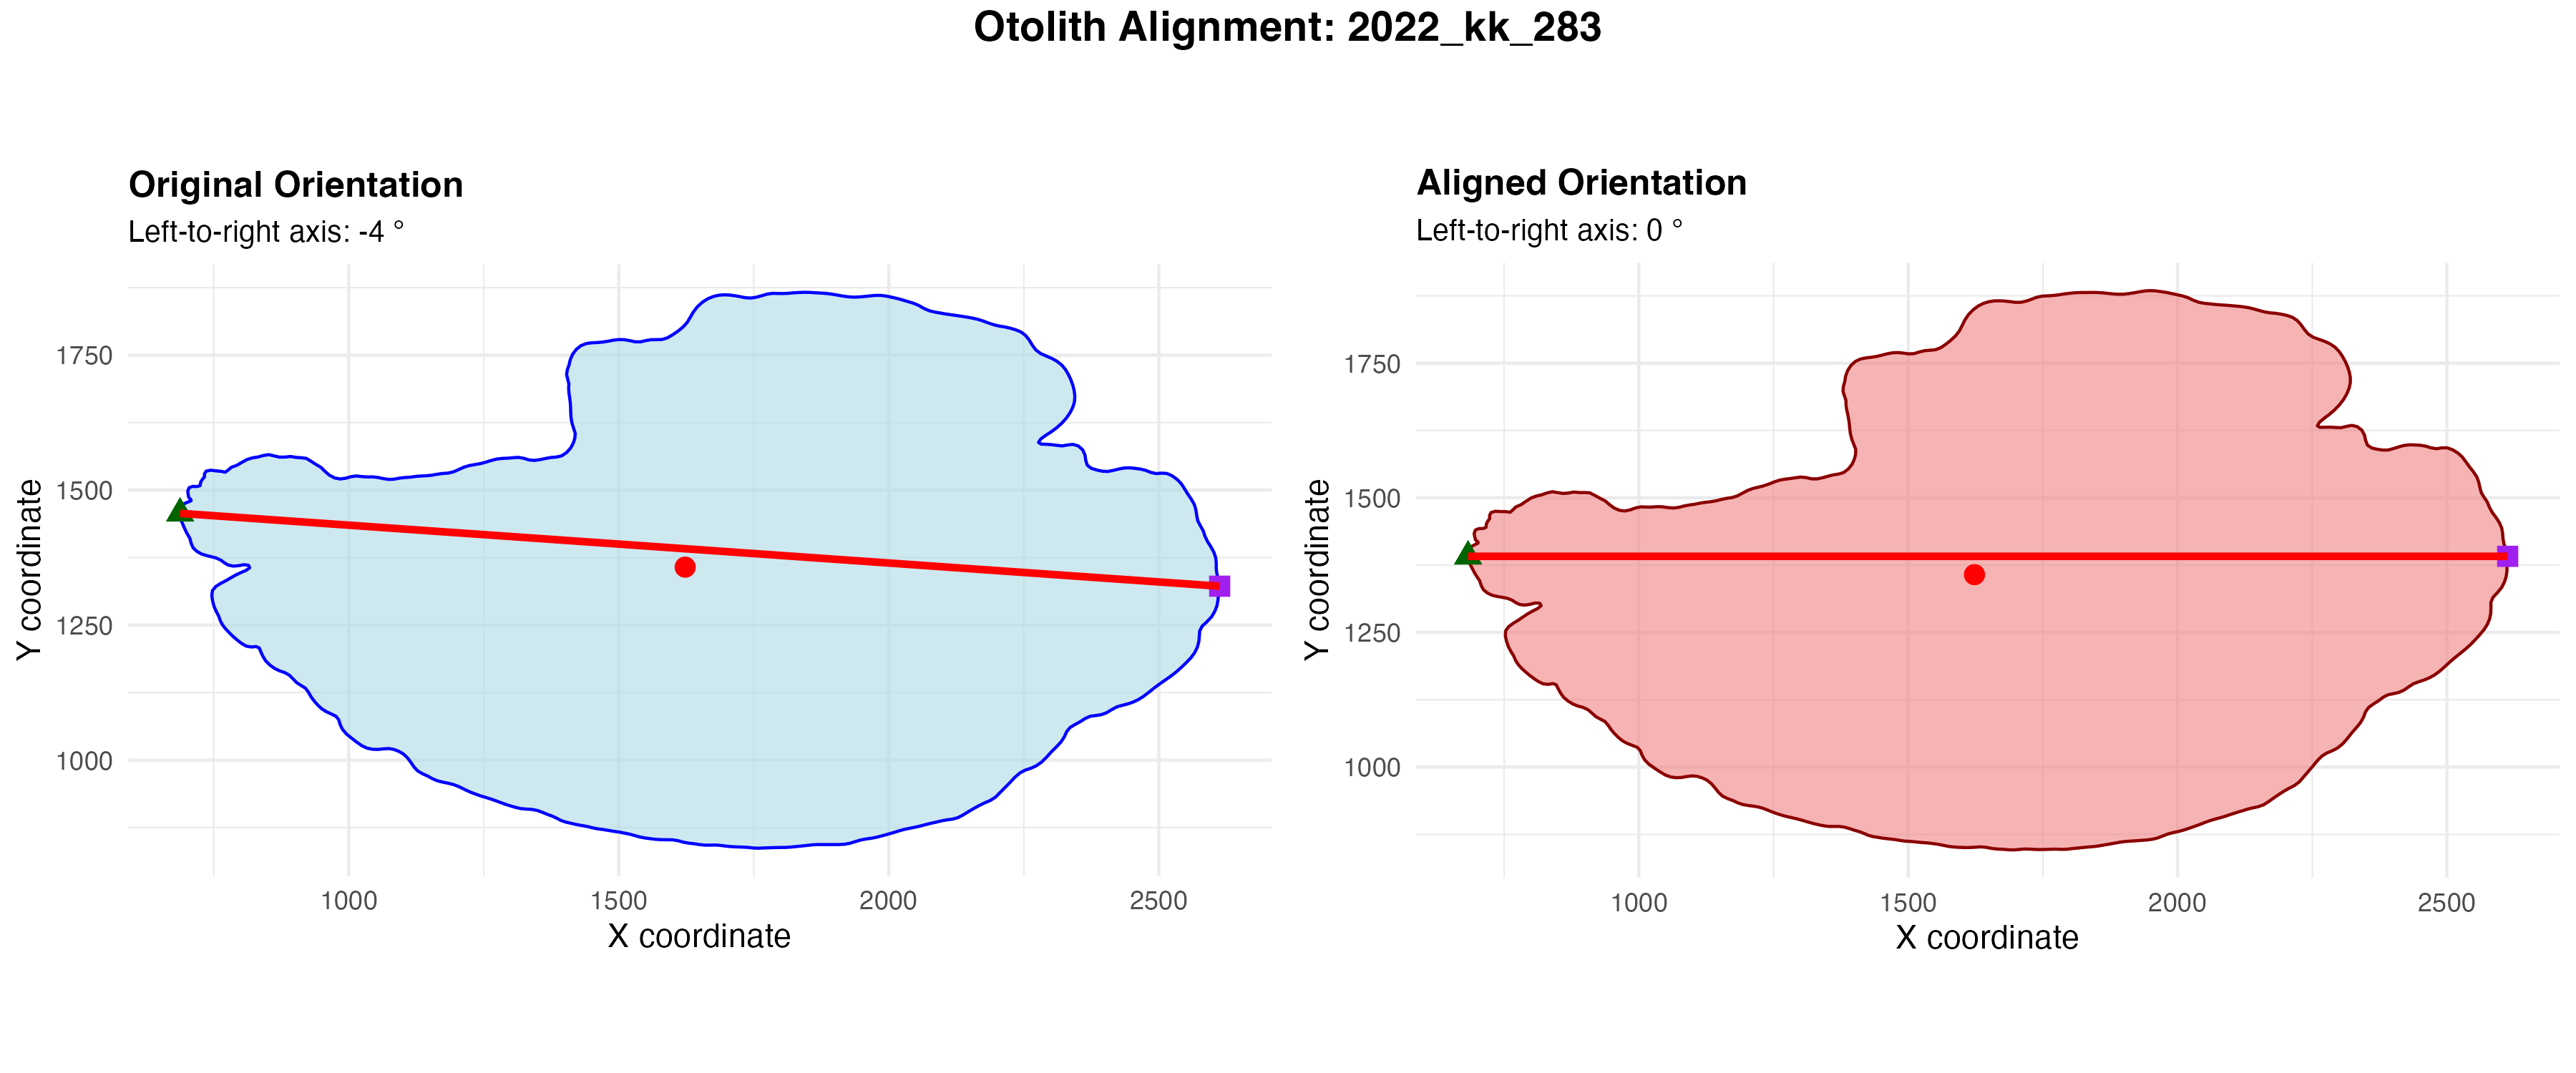 Otolith Alignment: 2022_kk_283
Original Orientation
Left-to-right axis: -4 °
Y coordinate
1750
1500
1250
1000
1000 1500 2000 2500
X coordinate
Aligned Orientation
Left-to-right axis: 0 °
Y coordinate
1750
1500
1250
1000
1000 1500 2000 2500
X coordinate